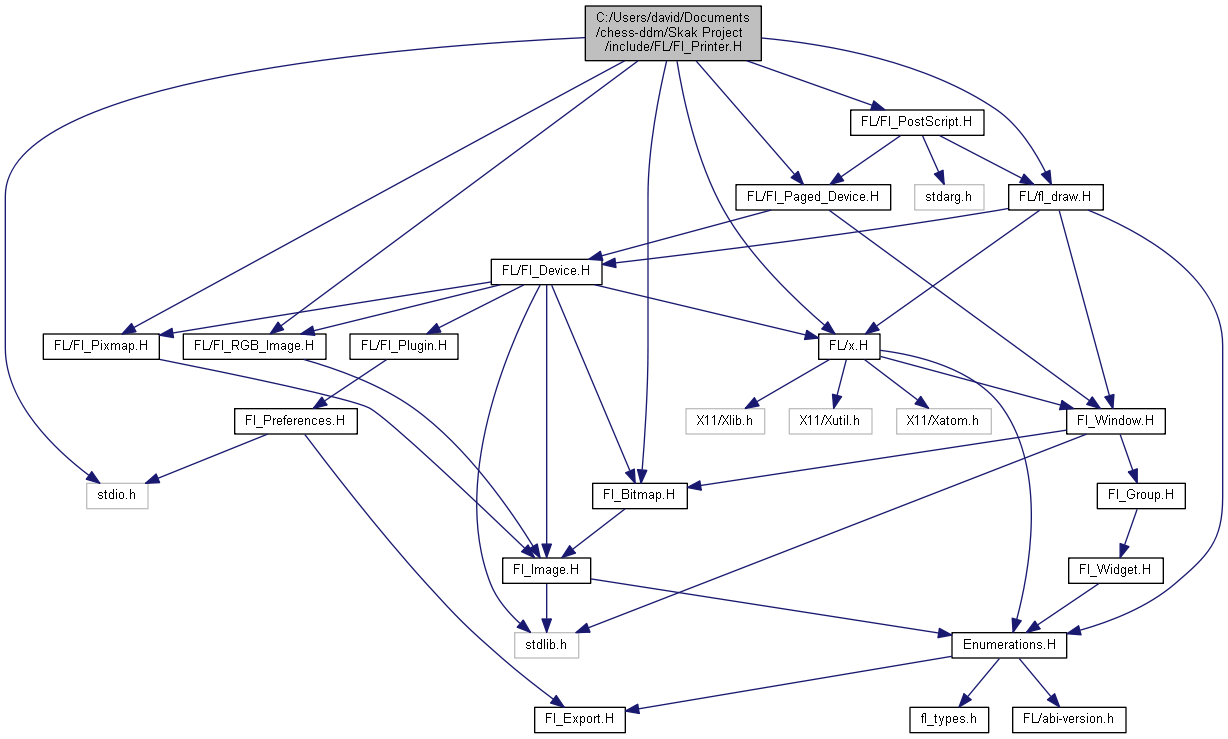 C:/Users/david/Documents
/chess-ddm/Skak Project
/include/FL/Fl_Printer.H
FL/Fl_PostScript.H
FL/Fl_Paged_Device.H
stdarg.h
FL/fl_draw.H
FL/Fl_Device.H
FL/Fl_Pixmap.H
FL/Fl_RGB_Image.H
FL/Fl_Plugin.H
FL/x.H
Fl_Preferences.H
X11/Xlib.h
X11/Xutil.h
X11/Xatom.h
Fl_Window.H
stdio.h
Fl_Bitmap.H
Fl_Group.H
Fl_Image.H
Fl_Widget.H
stdlib.h
Enumerations.H
Fl_Export.H
fl_types.h
FL/abi-version.h